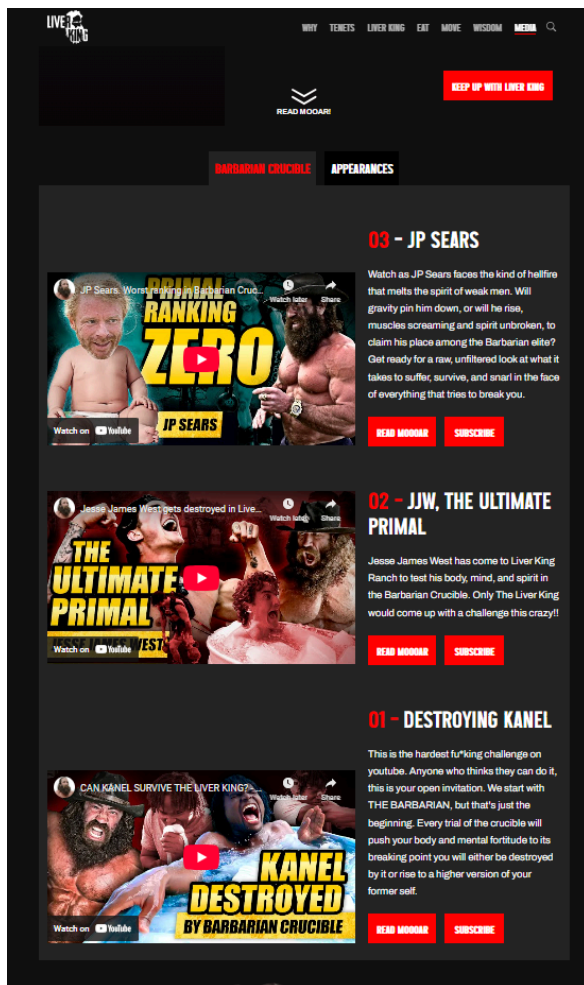 LIVER
KING
WHY TENETS LIVER KING EAT MOVE WISDOM MEDIA
KEEP UP WITH LIVER KING
READ MOOAR!
BARBARIAN CRUCIBLE APPEARANCES
03 - JP SEARS
JP Sears. Worst ranking in Barbarian Cruc...
Watch later
Share
PRIMAL
RANKING
ZERO
JP SEARS
Watch on YouTube
Watch as JP Sears faces the kind of hellfire
that melts the spirit of weak men. Will
gravity pin him down, or will he rise,
muscles screaming and spirit unbroken, to
claim his place among the Barbarian elite?
Get ready for a raw, unfiltered look at what it
takes to suffer, survive, and snarl in the face
of everything that tries to break you.
READ MOOOAR SUBSCRIBE
02 - JJW, THE ULTIMATE
PRIMAL
Jesse James West gets destroyed in Live...
Watch later
Share
THE
ULTIMATE
PRIMAL
JESSE JAMES WEST
Watch on YouTube
Jesse James West has come to Liver King
Ranch to test his body, mind, and spirit in
the Barbarian Crucible. Only The Liver King
would come up with a challenge this crazy!!
READ MOOOAR SUBSCRIBE
01 - DESTROYING KANEL
CAN KANEL SURVIVE THE LIVER KING? - ...
Watch later
Share
KANEL
DESTROYED
BY BARBARIAN CRUCIBLE
Watch on YouTube
This is the hardest fu*king challenge on
youtube. Anyone who thinks they can do it,
this is your open invitation. We start with
THE BARBARIAN, but that's just the
beginning. Every trial of the crucible will
push your body and mental fortitude to its
breaking point you will either be destroyed
by it or rise to a higher version of your
former self.
READ MOOOAR SUBSCRIBE